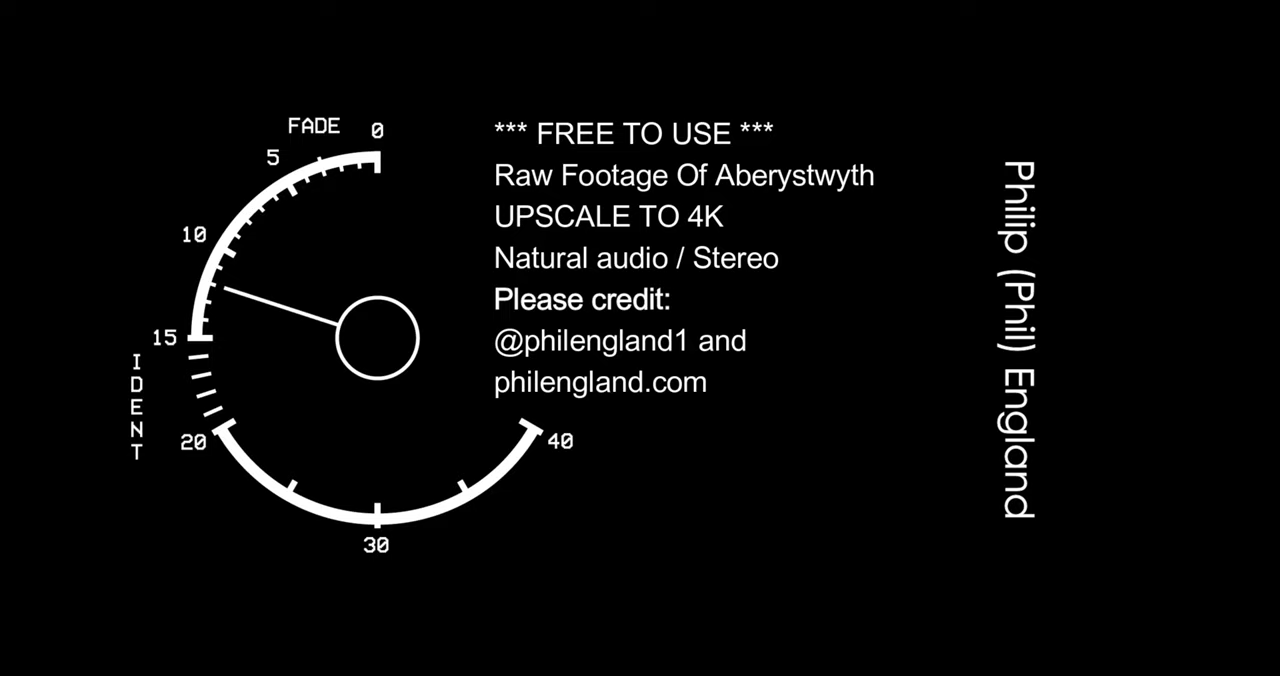 FADE
0
5
10
15
IDENT
20
30
40
*** FREE TO USE ***
Raw Footage Of Aberystwyth
UPSCALE TO 4K
Natural audio / Stereo
Please credit:
@philengland1 and
philengland.com
Philip (Phil) England